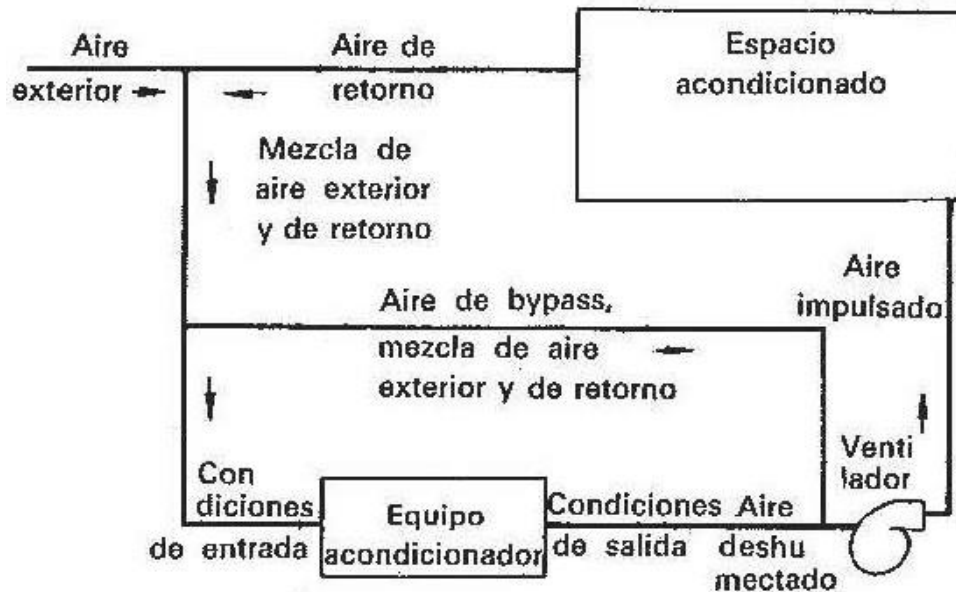 Aire
exterior
Aire de
retorno
Espacio
acondicionado
Mezcla de
aire exterior
y de retorno
Aire
impulsado
Aire de bypass,
mezcla de aire
exterior y de retorno
Con
diciones
de entrada
Equipo
acondicionador
Condiciones
de salida
Aire
deshu
mectado
Venti
lador